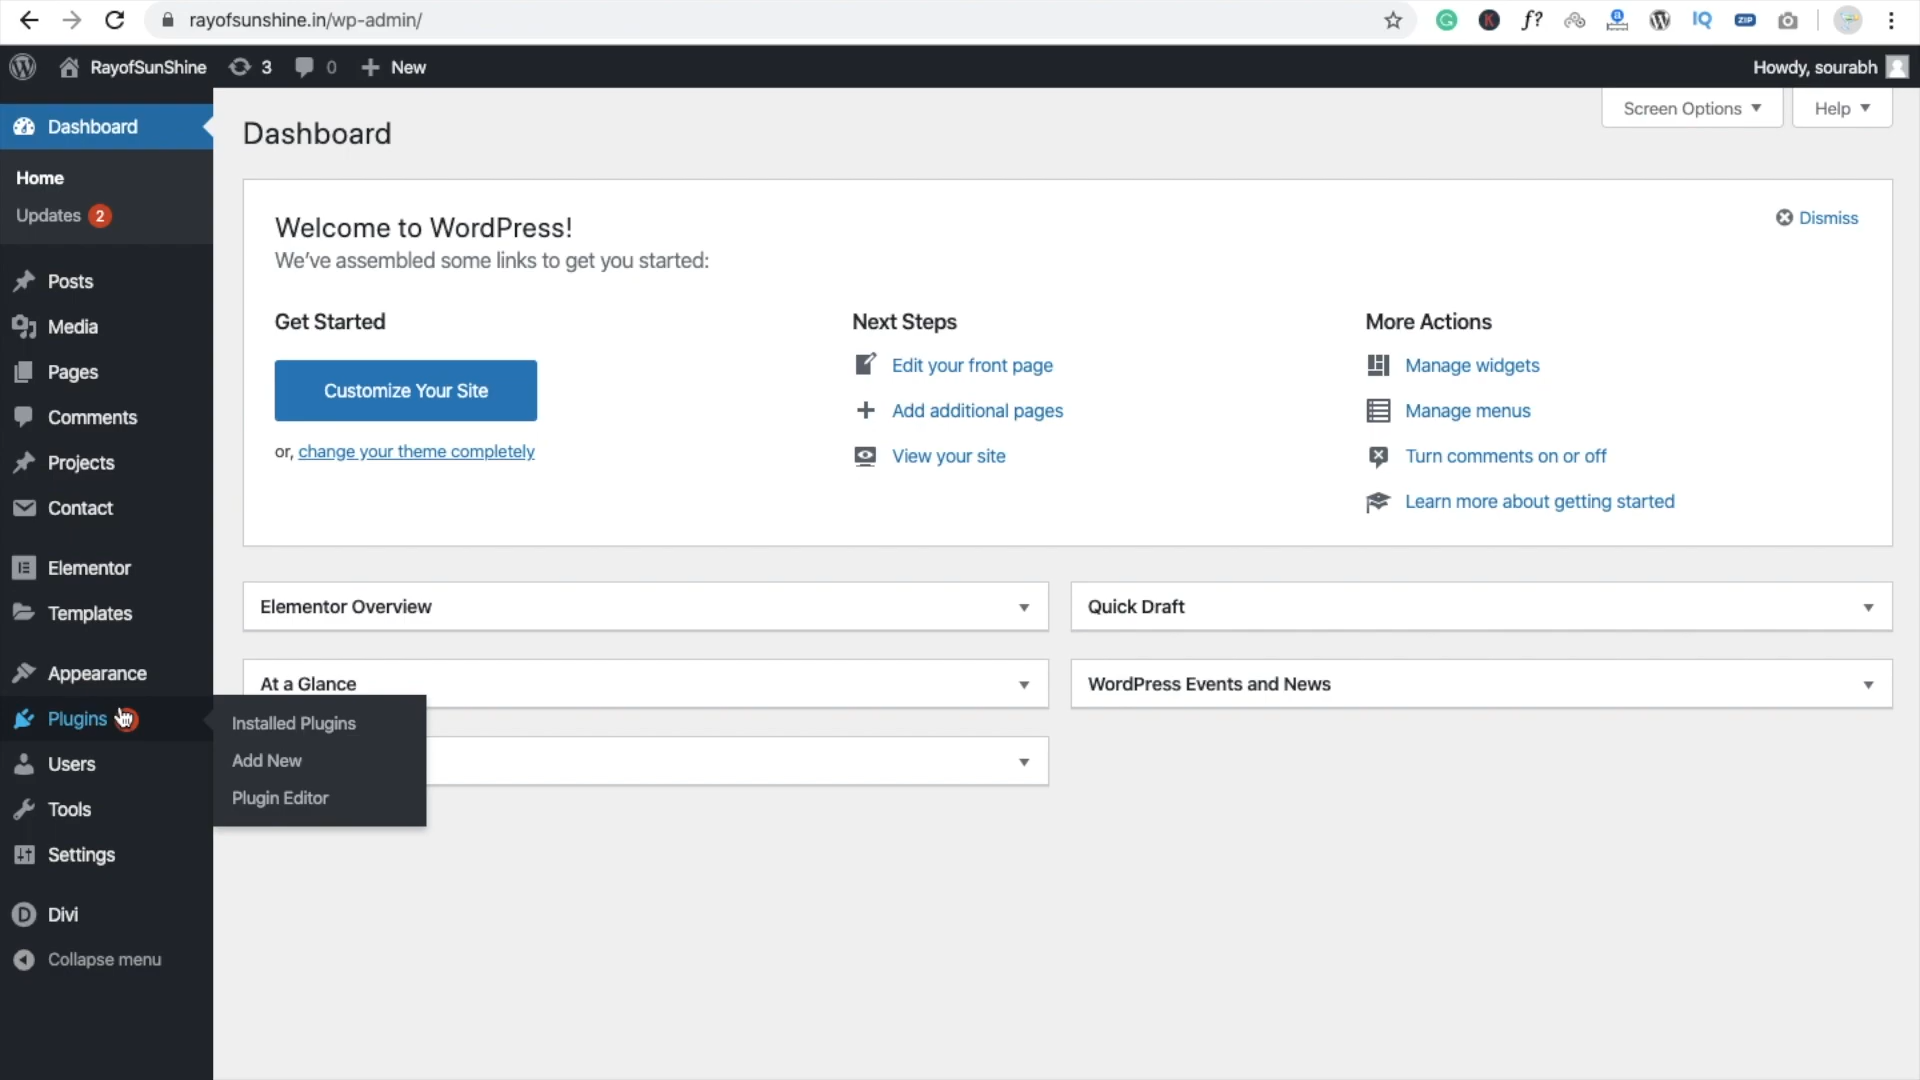 rayofsunshine.in/wp-admin/
RayofSunShine 3 0 New
Howdy, sourabh
Screen Options Help
Dashboard
Home
Updates 2
Posts
Media
Pages
Comments
Projects
Contact
Elementor
Templates
Appearance
Plugins
Users
Tools
Settings
Divi
Collapse menu
Installed Plugins
Add New
Plugin Editor
Dashboard
Welcome to WordPress!
We've assembled some links to get you started:
Dismiss
Get Started
Customize Your Site
or, change your theme completely
Next Steps
Edit your front page
Add additional pages
View your site
More Actions
Manage widgets
Manage menus
Turn comments on or off
Learn more about getting started
Elementor Overview
Quick Draft
At a Glance
WordPress Events and News